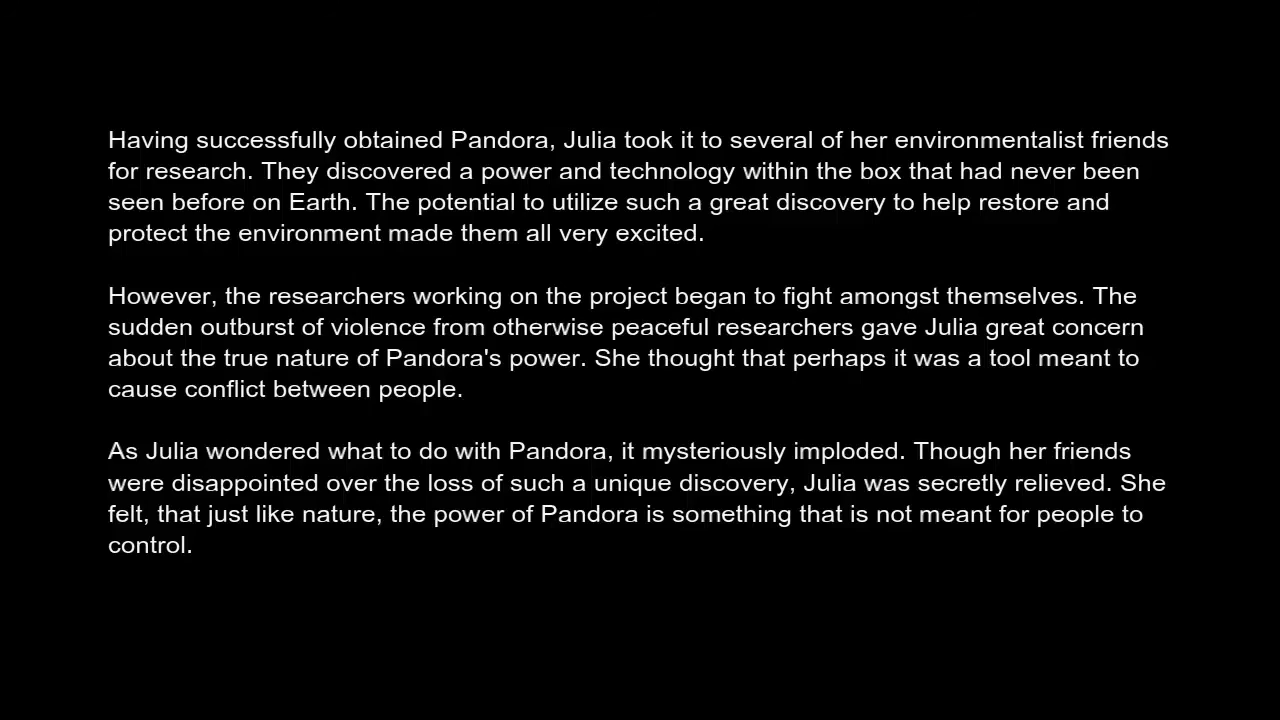 Having successfully obtained Pandora, Julia took it to several of her environmentalist friends
for research. They discovered a power and technology within the box that had never been
seen before on Earth. The potential to utilize such a great discovery to help restore and
protect the environment made them all very excited.
However, the researchers working on the project began to fight amongst themselves. The
sudden outburst of violence from otherwise peaceful researchers gave Julia great concern
about the true nature of Pandora's power. She thought that perhaps it was a tool meant to
cause conflict between people.
As Julia wondered what to do with Pandora, it mysteriously imploded. Though her friends
were disappointed over the loss of such a unique discovery, Julia was secretly relieved. She
felt, that just like nature, the power of Pandora is something that is not meant for people to
control.